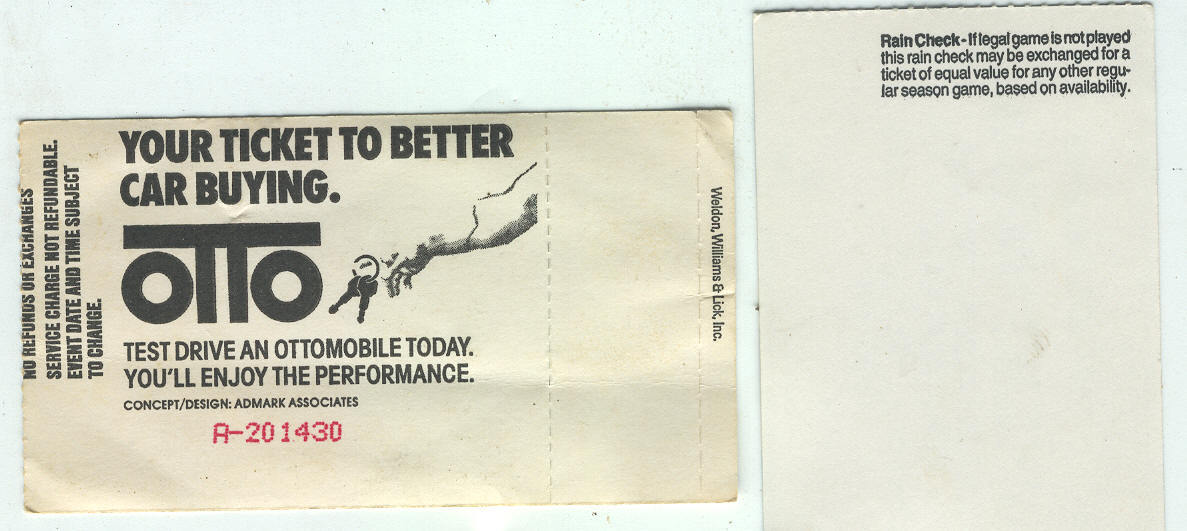 NO REFUNDS OR EXCHANGES
SERVICE CHARGE NOT REFUNDABLE.
EVENT DATE AND TIME SUBJECT
TO CHANGE.
YOUR TICKET TO BETTER
CAR BUYING.
OTTO
TEST DRIVE AN OTTOMOBILE TODAY.
YOU'LL ENJOY THE PERFORMANCE.
CONCEPT/DESIGN: ADMARK ASSOCIATES
A-201430
Weldon, Williams & Lick, Inc.
Rain Check - If legal game is not played
this rain check may be exchanged for a
ticket of equal value for any other regu-
lar season game, based on availability.